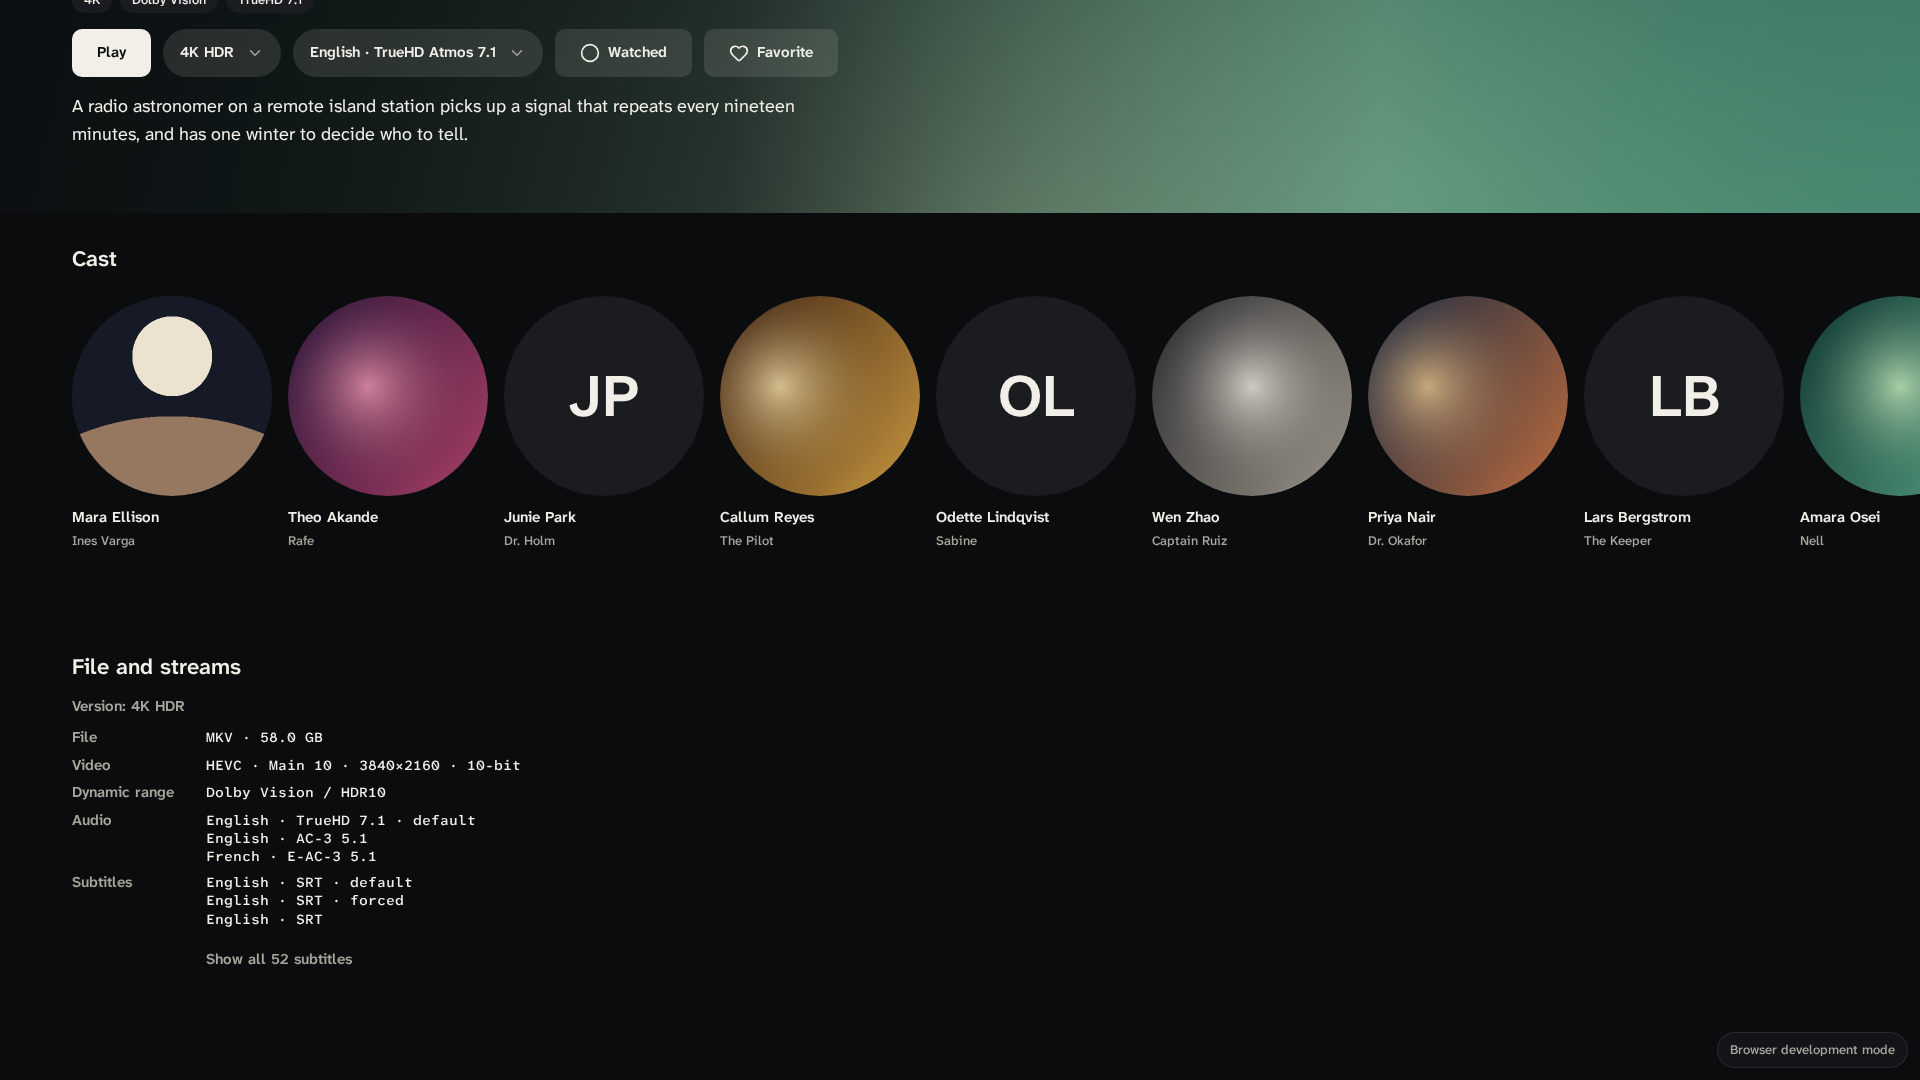 4K Dolby Vision TrueHD 7.1
Play 4K HDR English · TrueHD Atmos 7.1 Watched Favorite
A radio astronomer on a remote island station picks up a signal that repeats every nineteen
minutes, and has one winter to decide who to tell.
Cast
JP OL LB
Mara Ellison Theo Akande Junie Park Callum Reyes Odette Lindqvist Wen Zhao Priya Nair Lars Bergstrom Amara Osei
Ines Varga Rafe Dr. Holm The Pilot Sabine Captain Ruiz Dr. Okafor The Keeper Nell
File and streams
Version: 4K HDR
File MKV · 58.0 GB
Video HEVC · Main 10 · 3840×2160 · 10-bit
Dynamic range Dolby Vision / HDR10
Audio English · TrueHD 7.1 · default
English · AC-3 5.1
French · E-AC-3 5.1
Subtitles English · SRT · default
English · SRT · forced
English · SRT
Show all 52 subtitles
Browser development mode